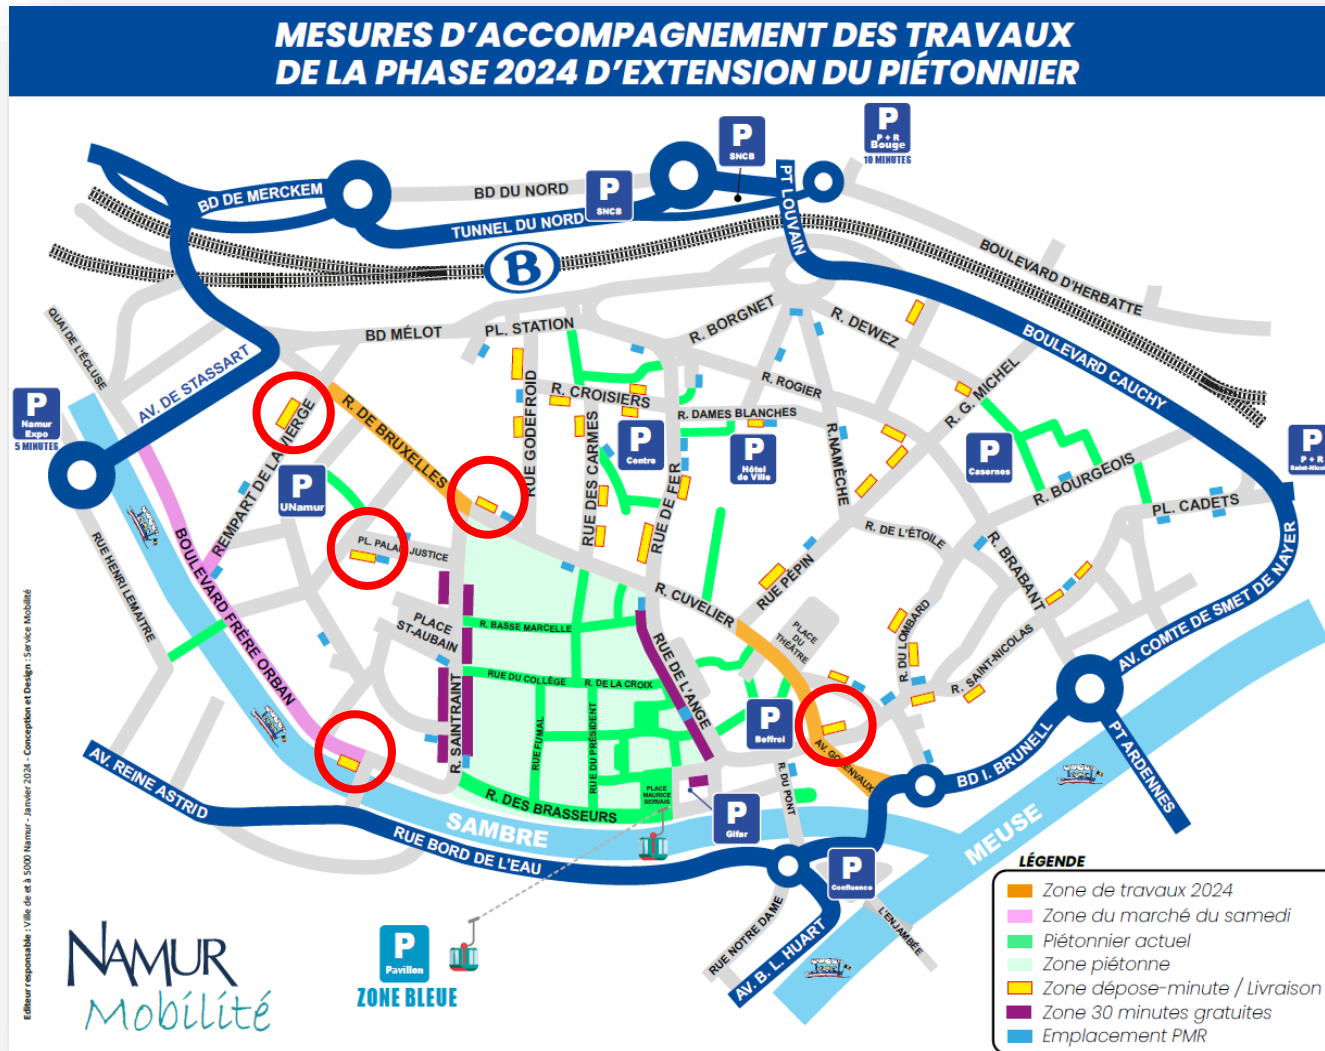 MESURES D'ACCOMPAGNEMENT DES TRAVAUX
DE LA PHASE 2024 D'EXTENSION DU PIÉTONNIER
P
P + R
Bouge
10 MINUTES
P
SNCB
BD DE MERCKEM
BD DU NORD
P
SNCB
TUNNEL DU NORD
PT LOUVAIN
B
BOULEVARD D'HERBATTE
QUAI DE L'ÉCLUSE
BD MÉLOT
PL. STATION
R. BORGNET
R. DEWEZ
BOULEVARD CAUCHY
AV. DE STASSART
P
Namur
Expo
5 MINUTES
R. DE BRUXELLES
RUE GODEFROID
R. CROISIERS
R. ROGIER
R. G. MICHEL
R. DAMES BLANCHES
REMPART DE LA VIERGE
RUE DES CARMES
P
Centre
RUE DE FER
P
Hôtel
de Ville
R.NAMÈCHE
P
Casernes
P
P + R
R. BOURGEOIS
PL. CADETS
P
UNamur
PL. PALAIS JUSTICE
R. DE L'ÉTOILE
R. BRABANT
RUE HENRI LEMAITRE
BOULEVARD FRÈRE ORBAN
RUE PÉPIN
R. CUVELIER
PLACE
ST-AUBAIN
R. BASSE MARCELLE
PLACE
DU
THÉÂTRE
R. DU LOMBARD
R. SAINT-NICOLAS
AV. COMTE DE SMET DE NAYER
RUE DU COLLÈGE
R. DE LA CROIX
RUE DE L'ANGE
R. SAINTRAINT
RUE FUMAL
RUE DU PRÉSIDENT
P
Beffroi
AV. GOLENVAUX
BD I. BRUNELL
PT ARDENNES
AV. REINE ASTRID
R. DES BRASSEURS
PLACE
MAURICE
SERVAIS
R. DU PONT
P
Gifar
SAMBRE
MEUSE
RUE BORD DE L'EAU
P
Confluence
L'ENJAMBÉE
RUE NOTRE DAME
AV. B. L. HUART
P
Pavillon
ZONE BLEUE
NAMUR
Mobilité
Editeur responsable : Ville de et à 5000 Namur - Janvier 2024 - Conception et Design : Service Mobilité
LÉGENDE
Zone de travaux 2024
Zone du marché du samedi
Piétonnier actuel
Zone piétonne
Zone dépose-minute / Livraison
Zone 30 minutes gratuites
Emplacement PMR